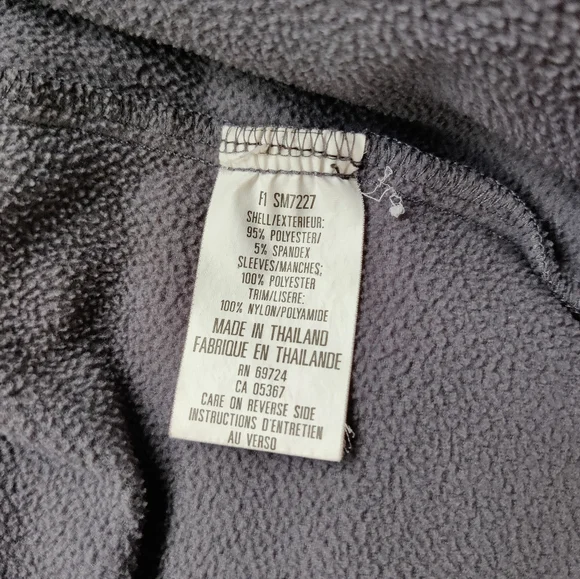 F1 SM7227
SHELL/EXTERIEUR:
95% POLYESTER/
5% SPANDEX
SLEEVES/MANCHES;
100% POLYESTER
TRIM/LISERE:
100% NYLON/POLYAMIDE
MADE IN THAILAND
FABRIQUE EN THAILANDE
RN 69724
CA 05367
CARE ON REVERSE SIDE
INSTRUCTIONS D'ENTRETIEN
AU VERSO